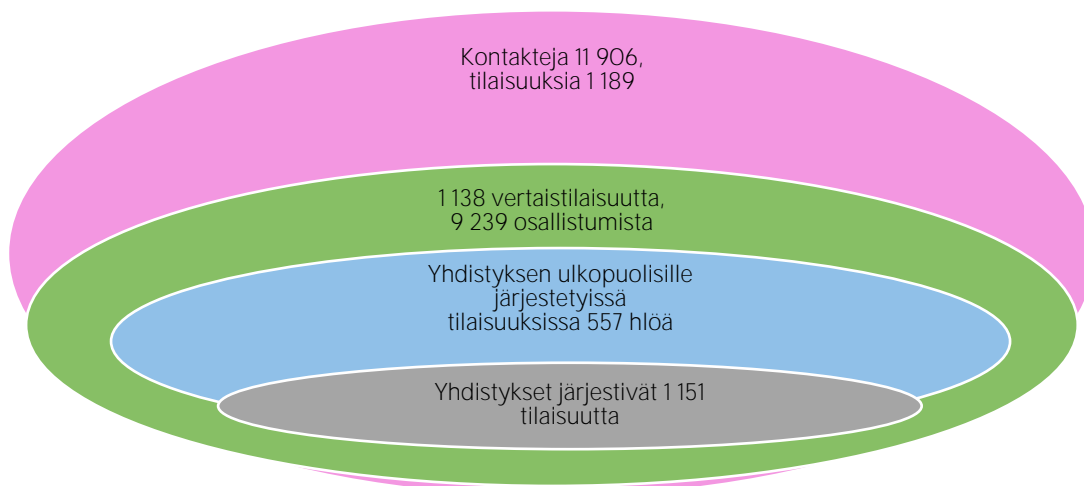 Kontakteja 11 906,
tilaisuuksia 1 189
1 138 vertaistilaisuutta,
9 239 osallistumista
Yhdistyksen ulkopuolisille
järjestetyissä
tilaisuuksissa 557 hlöä
Yhdistykset järjestivät 1 151
tilaisuutta